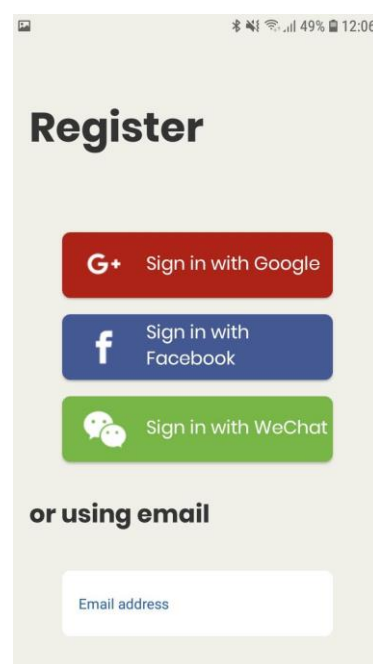 49% 12:06
Register
G+ Sign in with Google
f Sign in with
Facebook
Sign in with WeChat
or using email
Email address